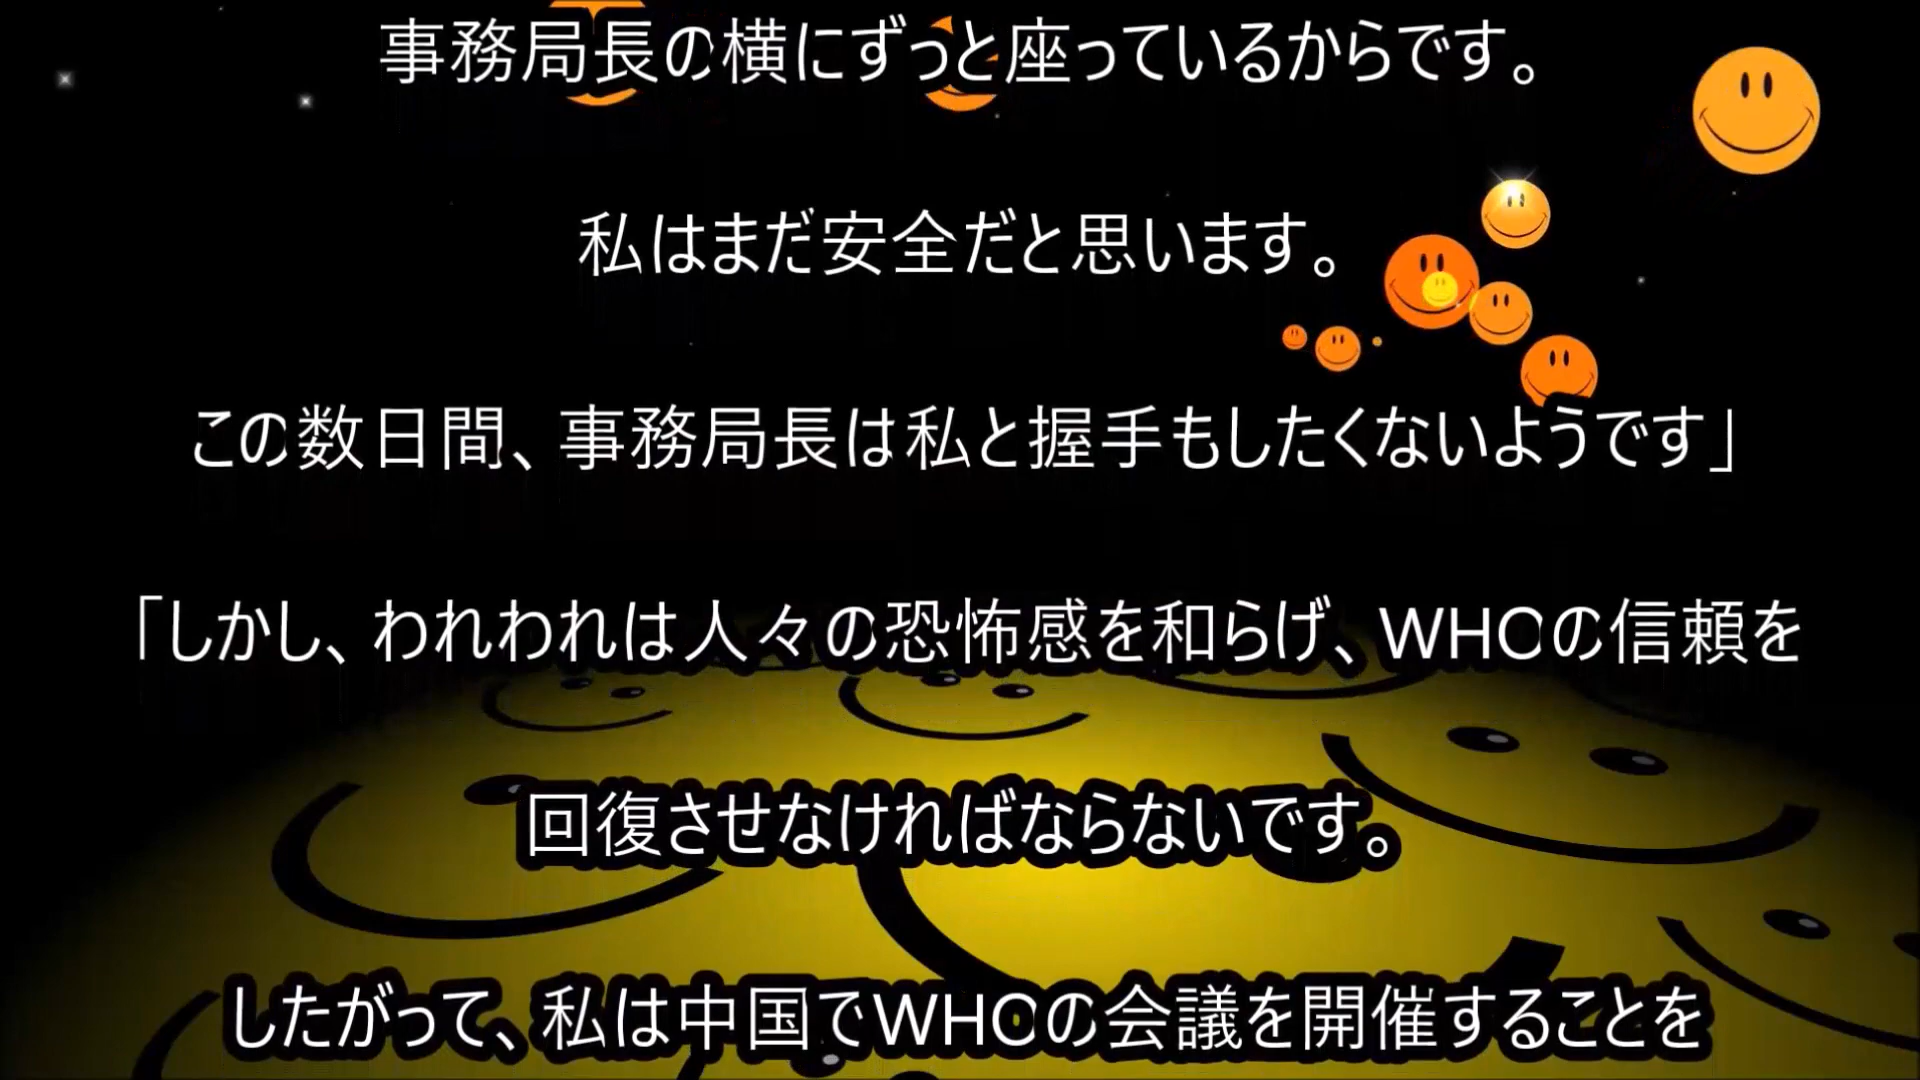 事務局長の横にずっと座っているからです。
私はまだ安全だと思います。
この数日間、事務局長は私と握手もしたくないようです」
「しかし、われわれは人々の恐怖感を和らげ、WHOの信頼を
回復させなければならないです。
したがって、私は中国でWHOの会議を開催することを